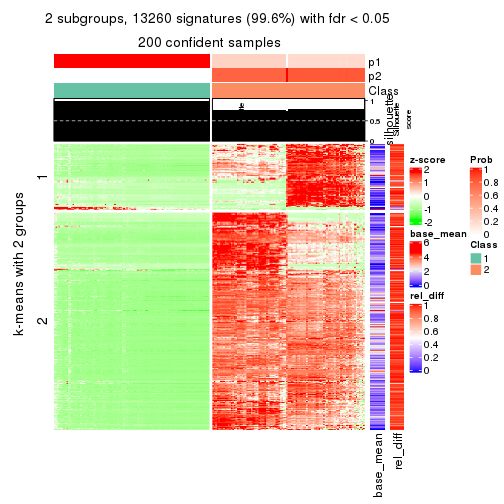 2 subgroups, 13260 signatures (99.6%) with fdr < 0.05
200 confident samples
p1
p2
Class
1
0.5
0
silhouette
Silhouette
score
k-means with 2 groups
1
2
base_mean
rel_diff
z-score
2
1
0
-1
-2
base_mean
6
4
2
0
rel_diff
1
0.8
0.6
0.4
0.2
0
Prob
1
0.8
0.6
0.4
0.2
0
Class
1
2